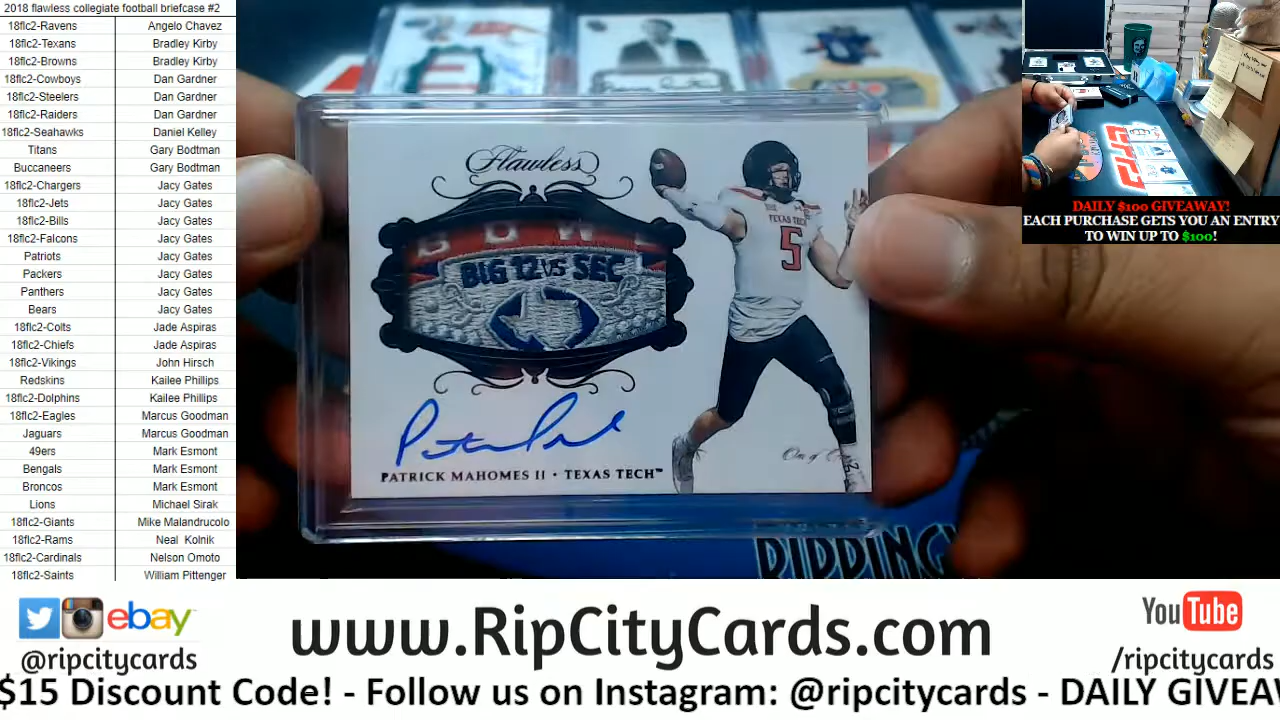 2018 flawless collegiate football briefcase #2
18flc2-Ravens Angelo Chavez
18flc2-Texans Bradley Kirby
18flc2-Browns Bradley Kirby
18flc2-Cowboys Dan Gardner
18flc2-Steelers Dan Gardner
18flc2-Raiders Dan Gardner
18flc2-Seahawks Daniel Kelley
Titans Gary Bodtman
Buccaneers Gary Bodtman
18flc2-Chargers Jacy Gates
18flc2-Jets Jacy Gates
18flc2-Bills Jacy Gates
18flc2-Falcons Jacy Gates
Patriots Jacy Gates
Packers Jacy Gates
Panthers Jacy Gates
Bears Jacy Gates
18flc2-Colts Jade Aspiras
18flc2-Chiefs Jade Aspiras
18flc2-Vikings John Hirsch
Redskins Kailee Phillips
18flc2-Dolphins Kailee Phillips
18flc2-Eagles Marcus Goodman
Jaguars Marcus Goodman
49ers Mark Esmont
Bengals Mark Esmont
Broncos Mark Esmont
Lions Michael Sirak
18flc2-Giants Mike Malandrucolo
18flc2-Rams Neal Kolnik
18flc2-Cardinals Nelson Omoto
18flc2-Saints William Pittenger
Flawless
BOWL
BIG 12 VS SEC
TEXAS TECH
5
PATRICK MAHOMES II • TEXAS TECH™
One of One
RIPPING
DAILY $100 GIVEAWAY!
EACH PURCHASE GETS YOU AN ENTRY
TO WIN UP TO $100!
ebay™
@ripcitycards
www.RipCityCards.com
YouTube
/ripcitycards
$15 Discount Code! - Follow us on Instagram: @ripcitycards - DAILY GIVEAW